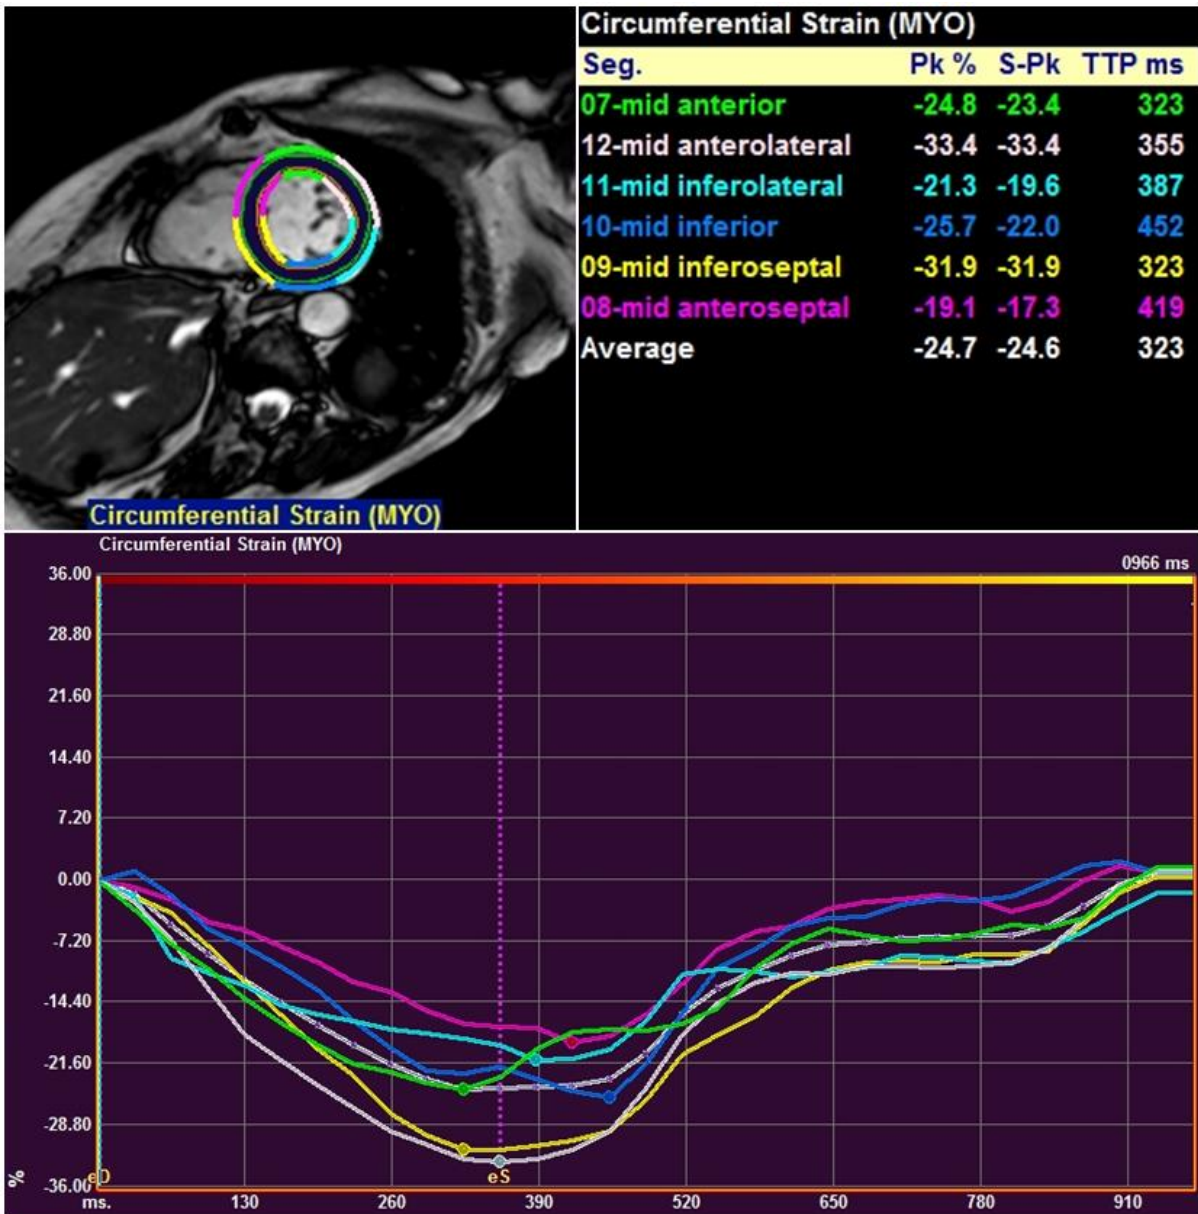 Circumferential Strain (MYO)
Circumferential Strain (MYO)
Seg. Pk % S-Pk TTP ms
07-mid anterior -24.8 -23.4 323
12-mid anterolateral -33.4 -33.4 355
11-mid inferolateral -21.3 -19.6 387
10-mid inferior -25.7 -22.0 452
09-mid inferoseptal -31.9 -31.9 323
08-mid anteroseptal -19.1 -17.3 419
Average -24.7 -24.6 323
Circumferential Strain (MYO)
0966 ms
36.00
28.80
21.60
14.40
7.20
0.00
-7.20
-14.40
-21.60
-28.80
-36.00
%
eD
eS
ms. 130 260 390 520 650 780 910